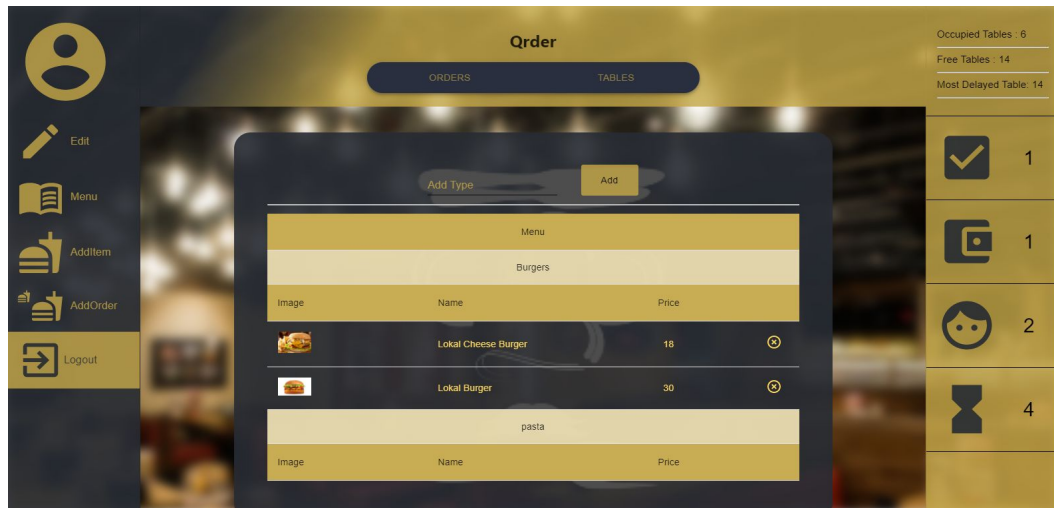 Qrder
ORDERS TABLES
Occupied Tables : 6
Free Tables : 14
Most Delayed Table: 14
Edit
Menu
AddItem
AddOrder
Logout
Add Type Add
Menu
Burgers
Image Name Price
Lokal Cheese Burger 18
Lokal Burger 30
pasta
Image Name Price
1
1
2
4